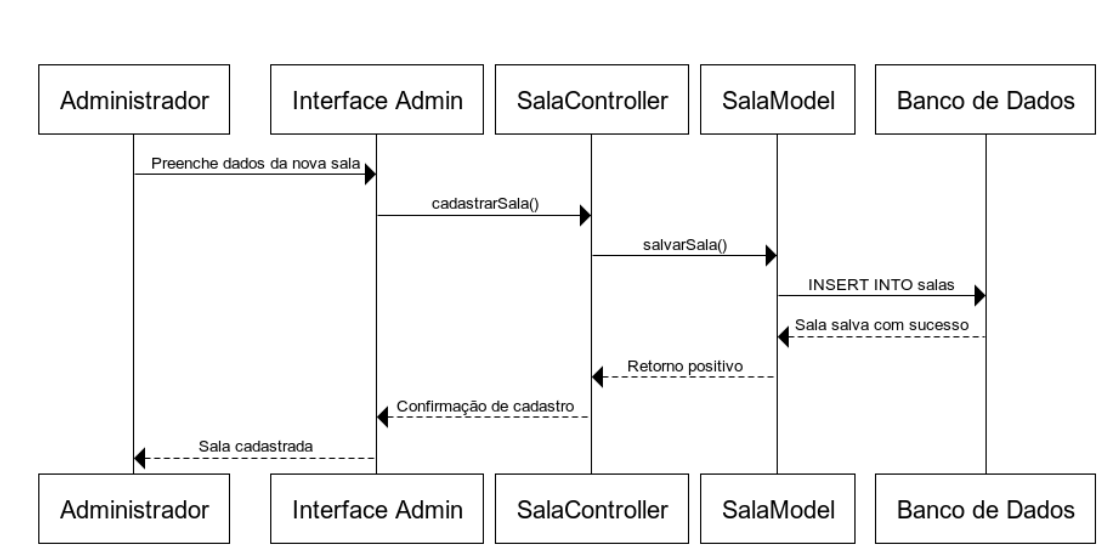 Administrador
Interface Admin
SalaController
SalaModel
Banco de Dados
Preenche dados da nova sala
cadastrarSala()
salvarSala()
INSERT INTO salas
Sala salva com sucesso
Retorno positivo
Confirmação de cadastro
Sala cadastrada
Administrador
Interface Admin
SalaController
SalaModel
Banco de Dados